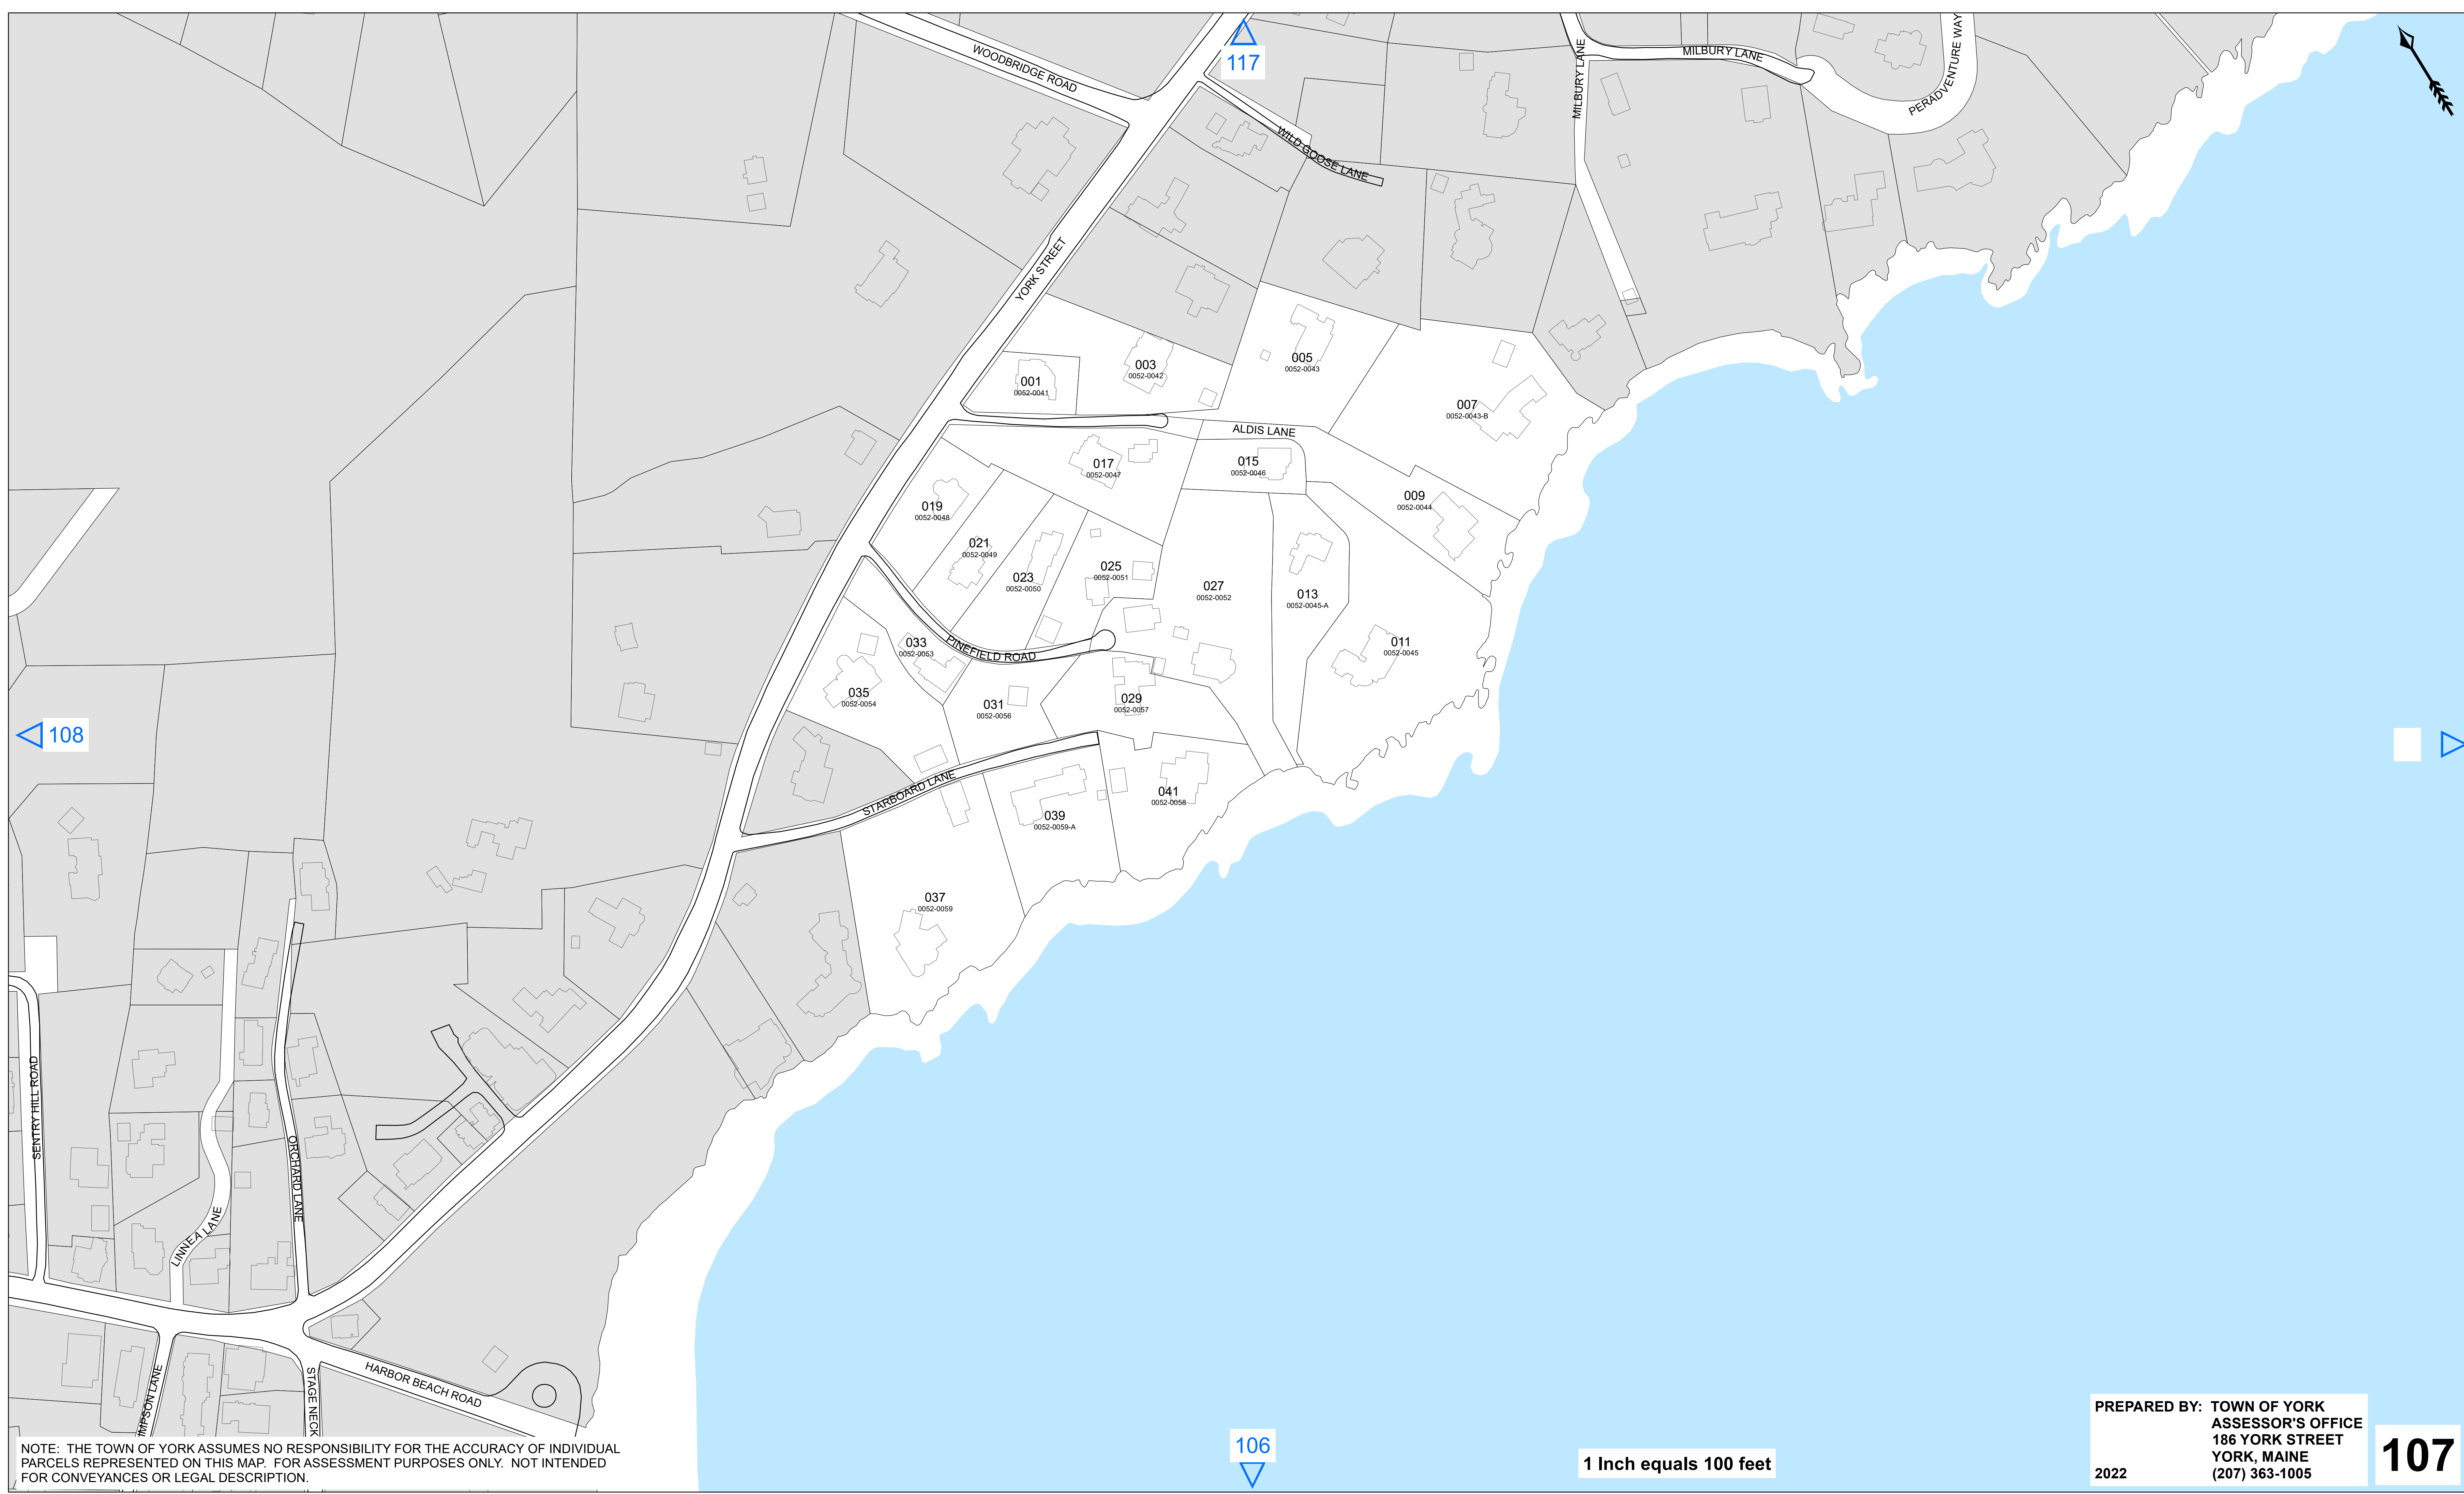 117
WOODBRIDGE ROAD
MILBURY LANE
MILBURY LANE
PERADVENTURE WAY
WILD GOOSE LANE
YORK STREET
003
0052-0042
005
0052-0043
001
0052-0041
007
0052-0043-B
ALDIS LANE
017
0052-0047
015
0052-0046
009
0052-0044
019
0052-0048
021
0052-0049
023
0052-0050
025
0052-0051
027
0052-0052
013
0052-0045-A
011
0052-0045
033
0052-0053
PINEFIELD ROAD
035
0052-0054
031
0052-0056
029
0052-0057
108
STARBOARD LANE
041
0052-0058
039
0052-0059-A
037
0052-0059
SENTRY HILL ROAD
ORCHARD LANE
LINNEA LANE
HARBOR BEACH ROAD
IMPSON LANE
STAGE NECK
NOTE: THE TOWN OF YORK ASSUMES NO RESPONSIBILITY FOR THE ACCURACY OF INDIVIDUAL
PARCELS REPRESENTED ON THIS MAP. FOR ASSESSMENT PURPOSES ONLY. NOT INTENDED
FOR CONVEYANCES OR LEGAL DESCRIPTION.
106
1 Inch equals 100 feet
PREPARED BY: TOWN OF YORK
ASSESSOR'S OFFICE
186 YORK STREET
YORK, MAINE
2022 (207) 363-1005
107